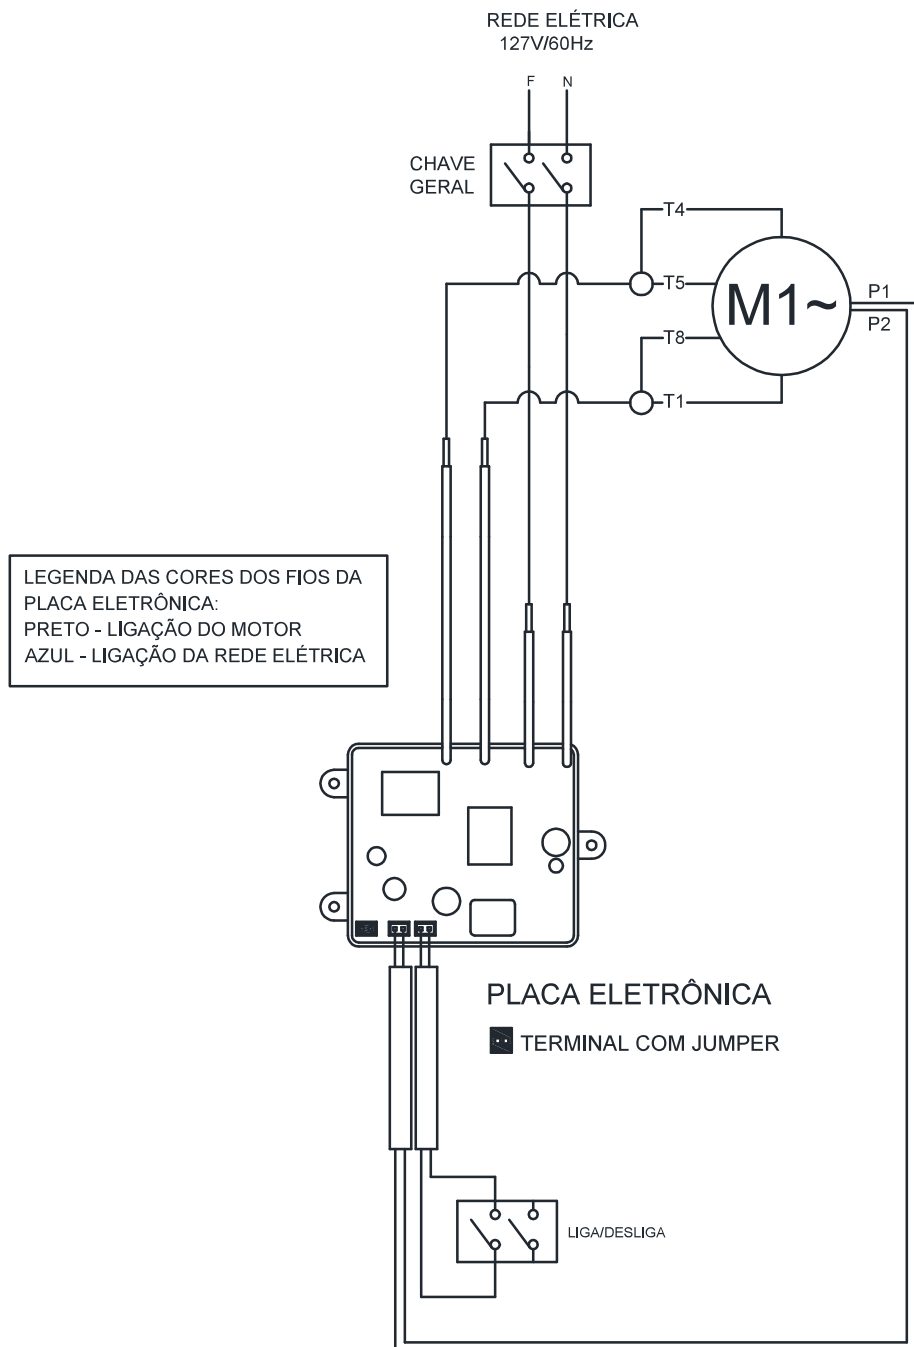 REDE ELÉTRICA
127V/60Hz
F N
CHAVE
GERAL
T4
T5
M1~
P1
P2
T8
T1
LEGENDA DAS CORES DOS FIOS DA
PLACA ELETRÔNICA:
PRETO - LIGAÇÃO DO MOTOR
AZUL - LIGAÇÃO DA REDE ELÉTRICA
PLACA ELETRÔNICA
TERMINAL COM JUMPER
LIGA/DESLIGA